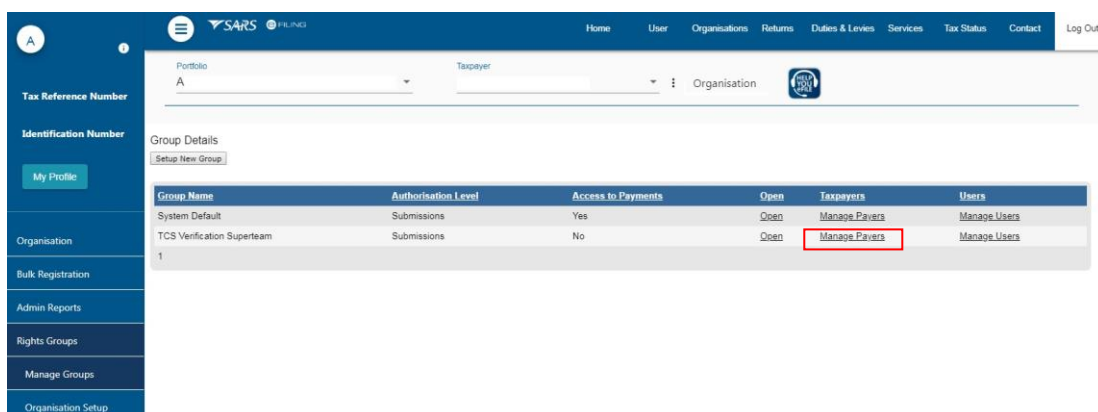 A
Tax Reference Number
Identification Number
My Profile
Organisation
Bulk Registration
Admin Reports
Rights Groups
Manage Groups
Organisation Setup
SARS eFILING
Home User Organisations Returns Duties & Levies Services Tax Status Contact Log Out
Portfolio Taxpayer
A Organisation HELP YOU eFILE
Group Details
Setup New Group
Group Name Authorisation Level Access to Payments Open Taxpayers Users
System Default Submissions Yes Open Manage Payers Manage Users
TCS Verification Superteam Submissions No Open Manage Payers Manage Users
1